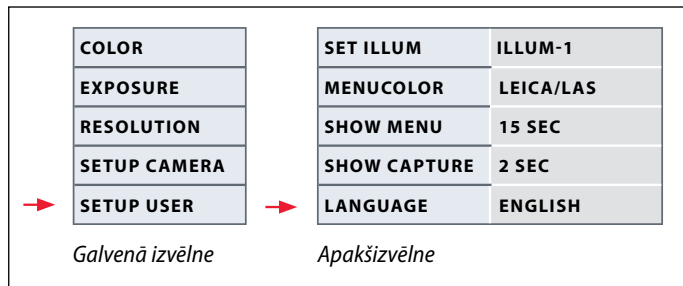 COLOR SET ILLUM ILLUM-1
EXPOSURE MENUCOLOR LEICA/LAS
RESOLUTION SHOW MENU 15 SEC
SETUP CAMERA SHOW CAPTURE 2 SEC
SETUP USER LANGUAGE ENGLISH
Galvenā izvēlne Apakšizvēlne